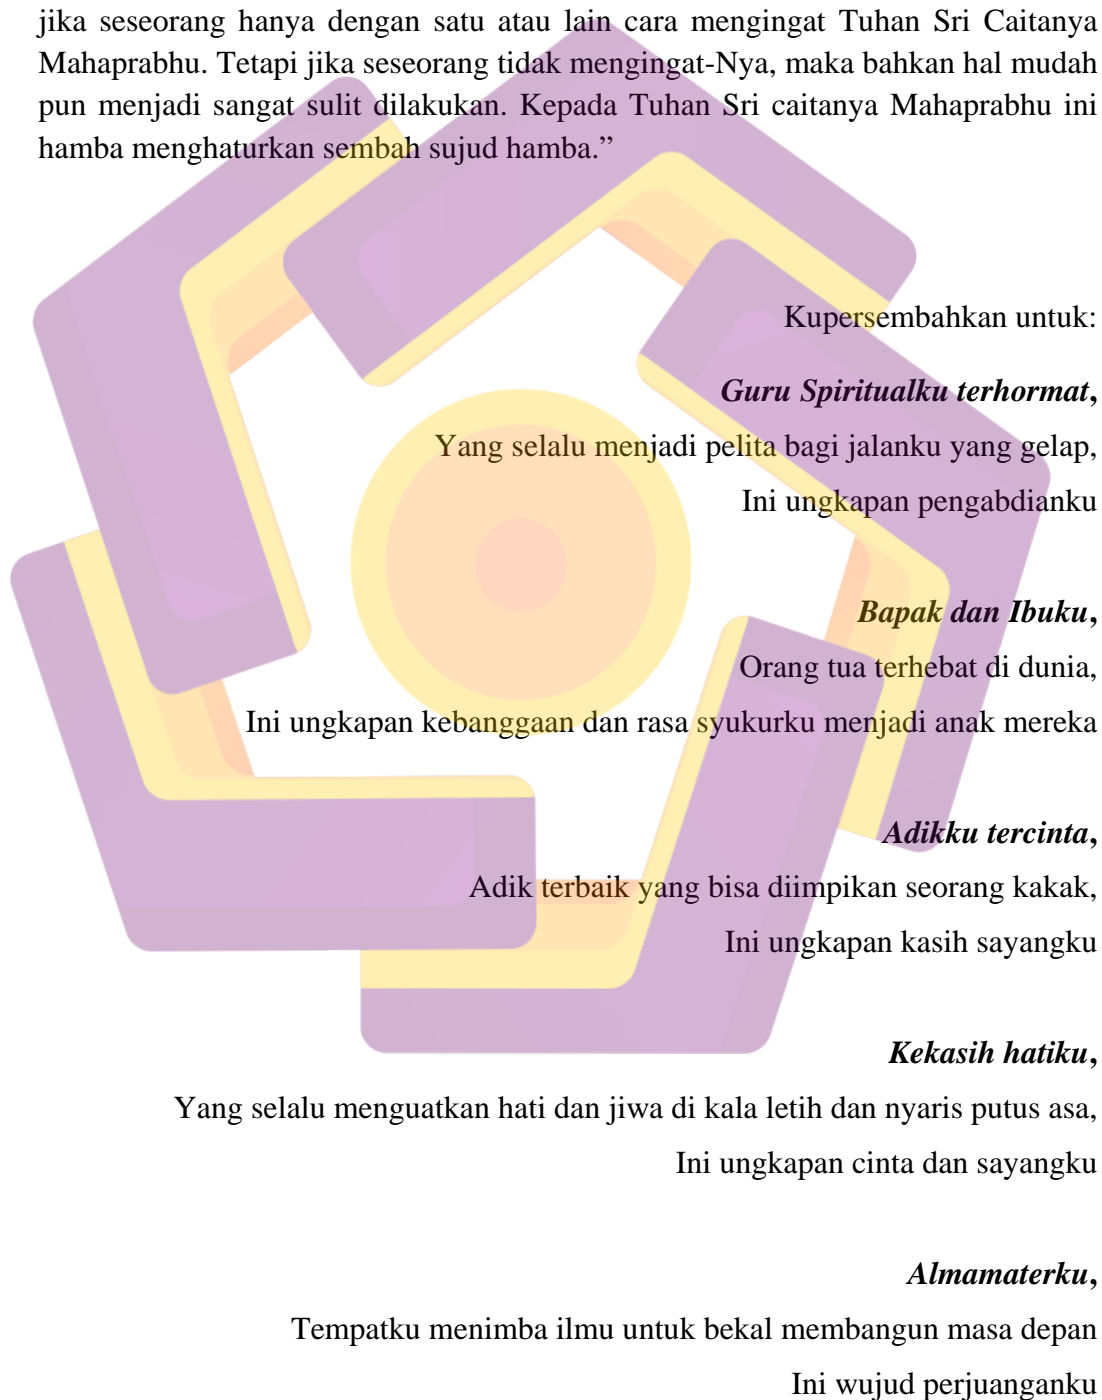 jika seseorang hanya dengan satu atau lain cara mengingat Tuhan Sri Caitanya
Mahaprabhu. Tetapi jika seseorang tidak mengingat-Nya, maka bahkan hal mudah
pun menjadi sangat sulit dilakukan. Kepada Tuhan Sri caitanya Mahaprabhu ini
hamba menghaturkan sembah sujud hamba.”
Kupersembahkan untuk:
Guru Spiritualku terhormat,
Yang selalu menjadi pelita bagi jalanku yang gelap,
Ini ungkapan pengabdianku
Bapak dan Ibuku,
Orang tua terhebat di dunia,
Ini ungkapan kebanggaan dan rasa syukurku menjadi anak mereka
Adikku tercinta,
Adik terbaik yang bisa diimpikan seorang kakak,
Ini ungkapan kasih sayangku
Kekasih hatiku,
Yang selalu menguatkan hati dan jiwa di kala letih dan nyaris putus asa,
Ini ungkapan cinta dan sayangku
Almamaterku,
Tempatku menimba ilmu untuk bekal membangun masa depan
Ini wujud perjuanganku